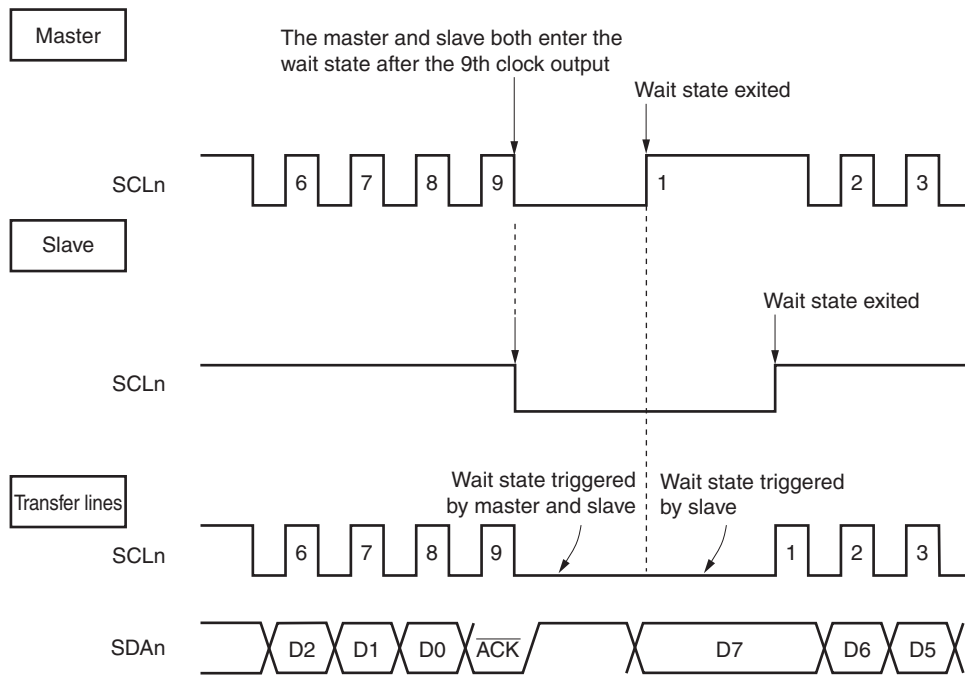 Master
The master and slave both enter the
wait state after the 9th clock output
Wait state exited
SCLn
6 7 8 9 1 2 3
Slave
Wait state exited
SCLn
Transfer lines
Wait state triggered
by master and slave
Wait state triggered
by slave
SCLn
6 7 8 9 1 2 3
SDAn
D2 D1 D0 ACK D7 D6 D5